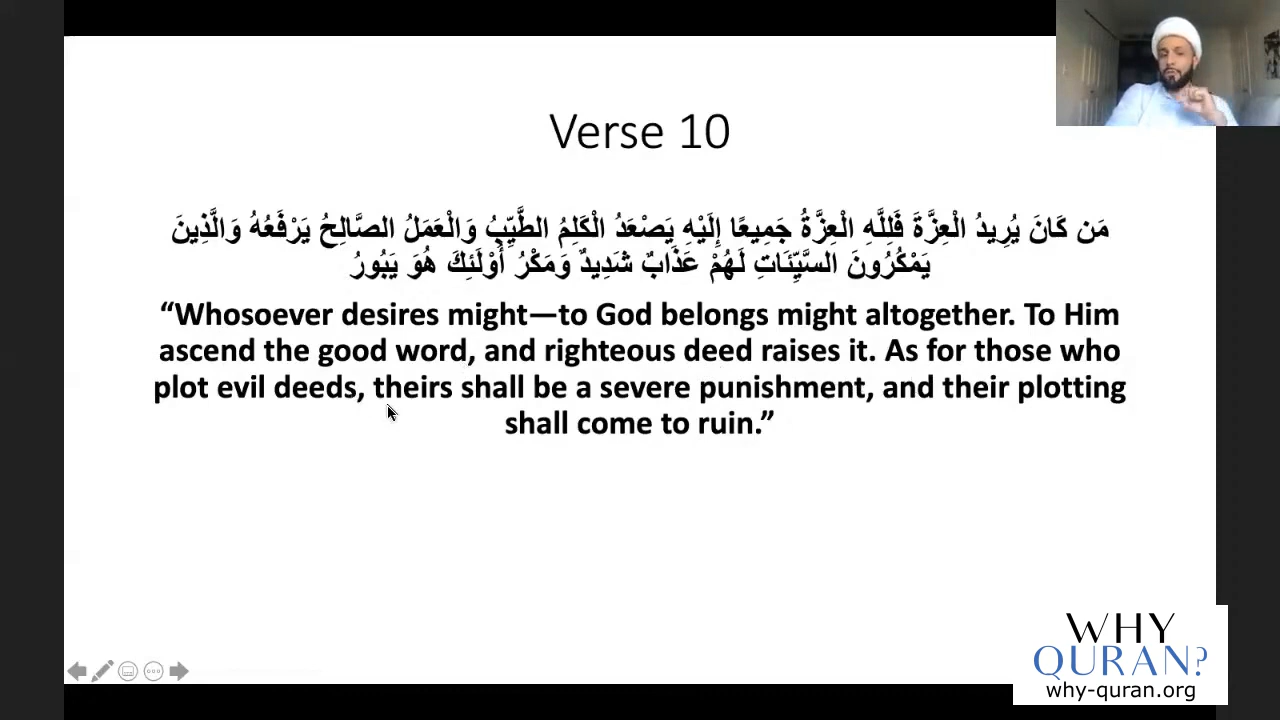 Verse 10
مَن كَانَ يُرِيدُ الْعِزَّةَ فَلِلَّهِ الْعِزَّةُ جَمِيعًا إِلَيْهِ يَصْعَدُ الْكَلِمُ الطَّيِّبُ وَالْعَمَلُ الصَّالِحُ يَرْفَعُهُ وَالَّذِينَ
يَمْكُرُونَ السَّيِّئَاتِ لَهُمْ عَذَابٌ شَدِيدٌ وَمَكْرُ أُوْلَئِكَ هُوَ يَبُورُ
“Whosoever desires might—to God belongs might altogether. To Him
ascend the good word, and righteous deed raises it. As for those who
plot evil deeds, theirs shall be a severe punishment, and their plotting
shall come to ruin.”
WHY
QURAN?
why-quran.org